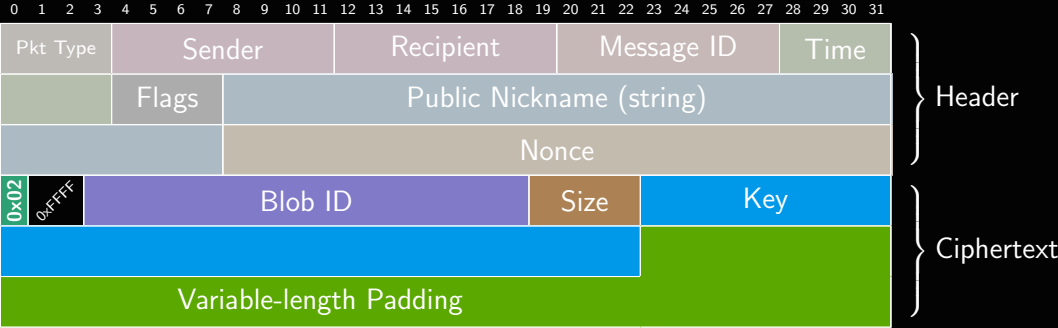 0 1 2 3 4 5 6 7 8 9 10 11 12 13 14 15 16 17 18 19 20 21 22 23 24 25 26 27 28 29 30 31
Pkt Type Sender Recipient Message ID Time
Flags Public Nickname (string)
Header
Nonce
0x02 0xFFFF Blob ID Size Key
Ciphertext
Variable-length Padding